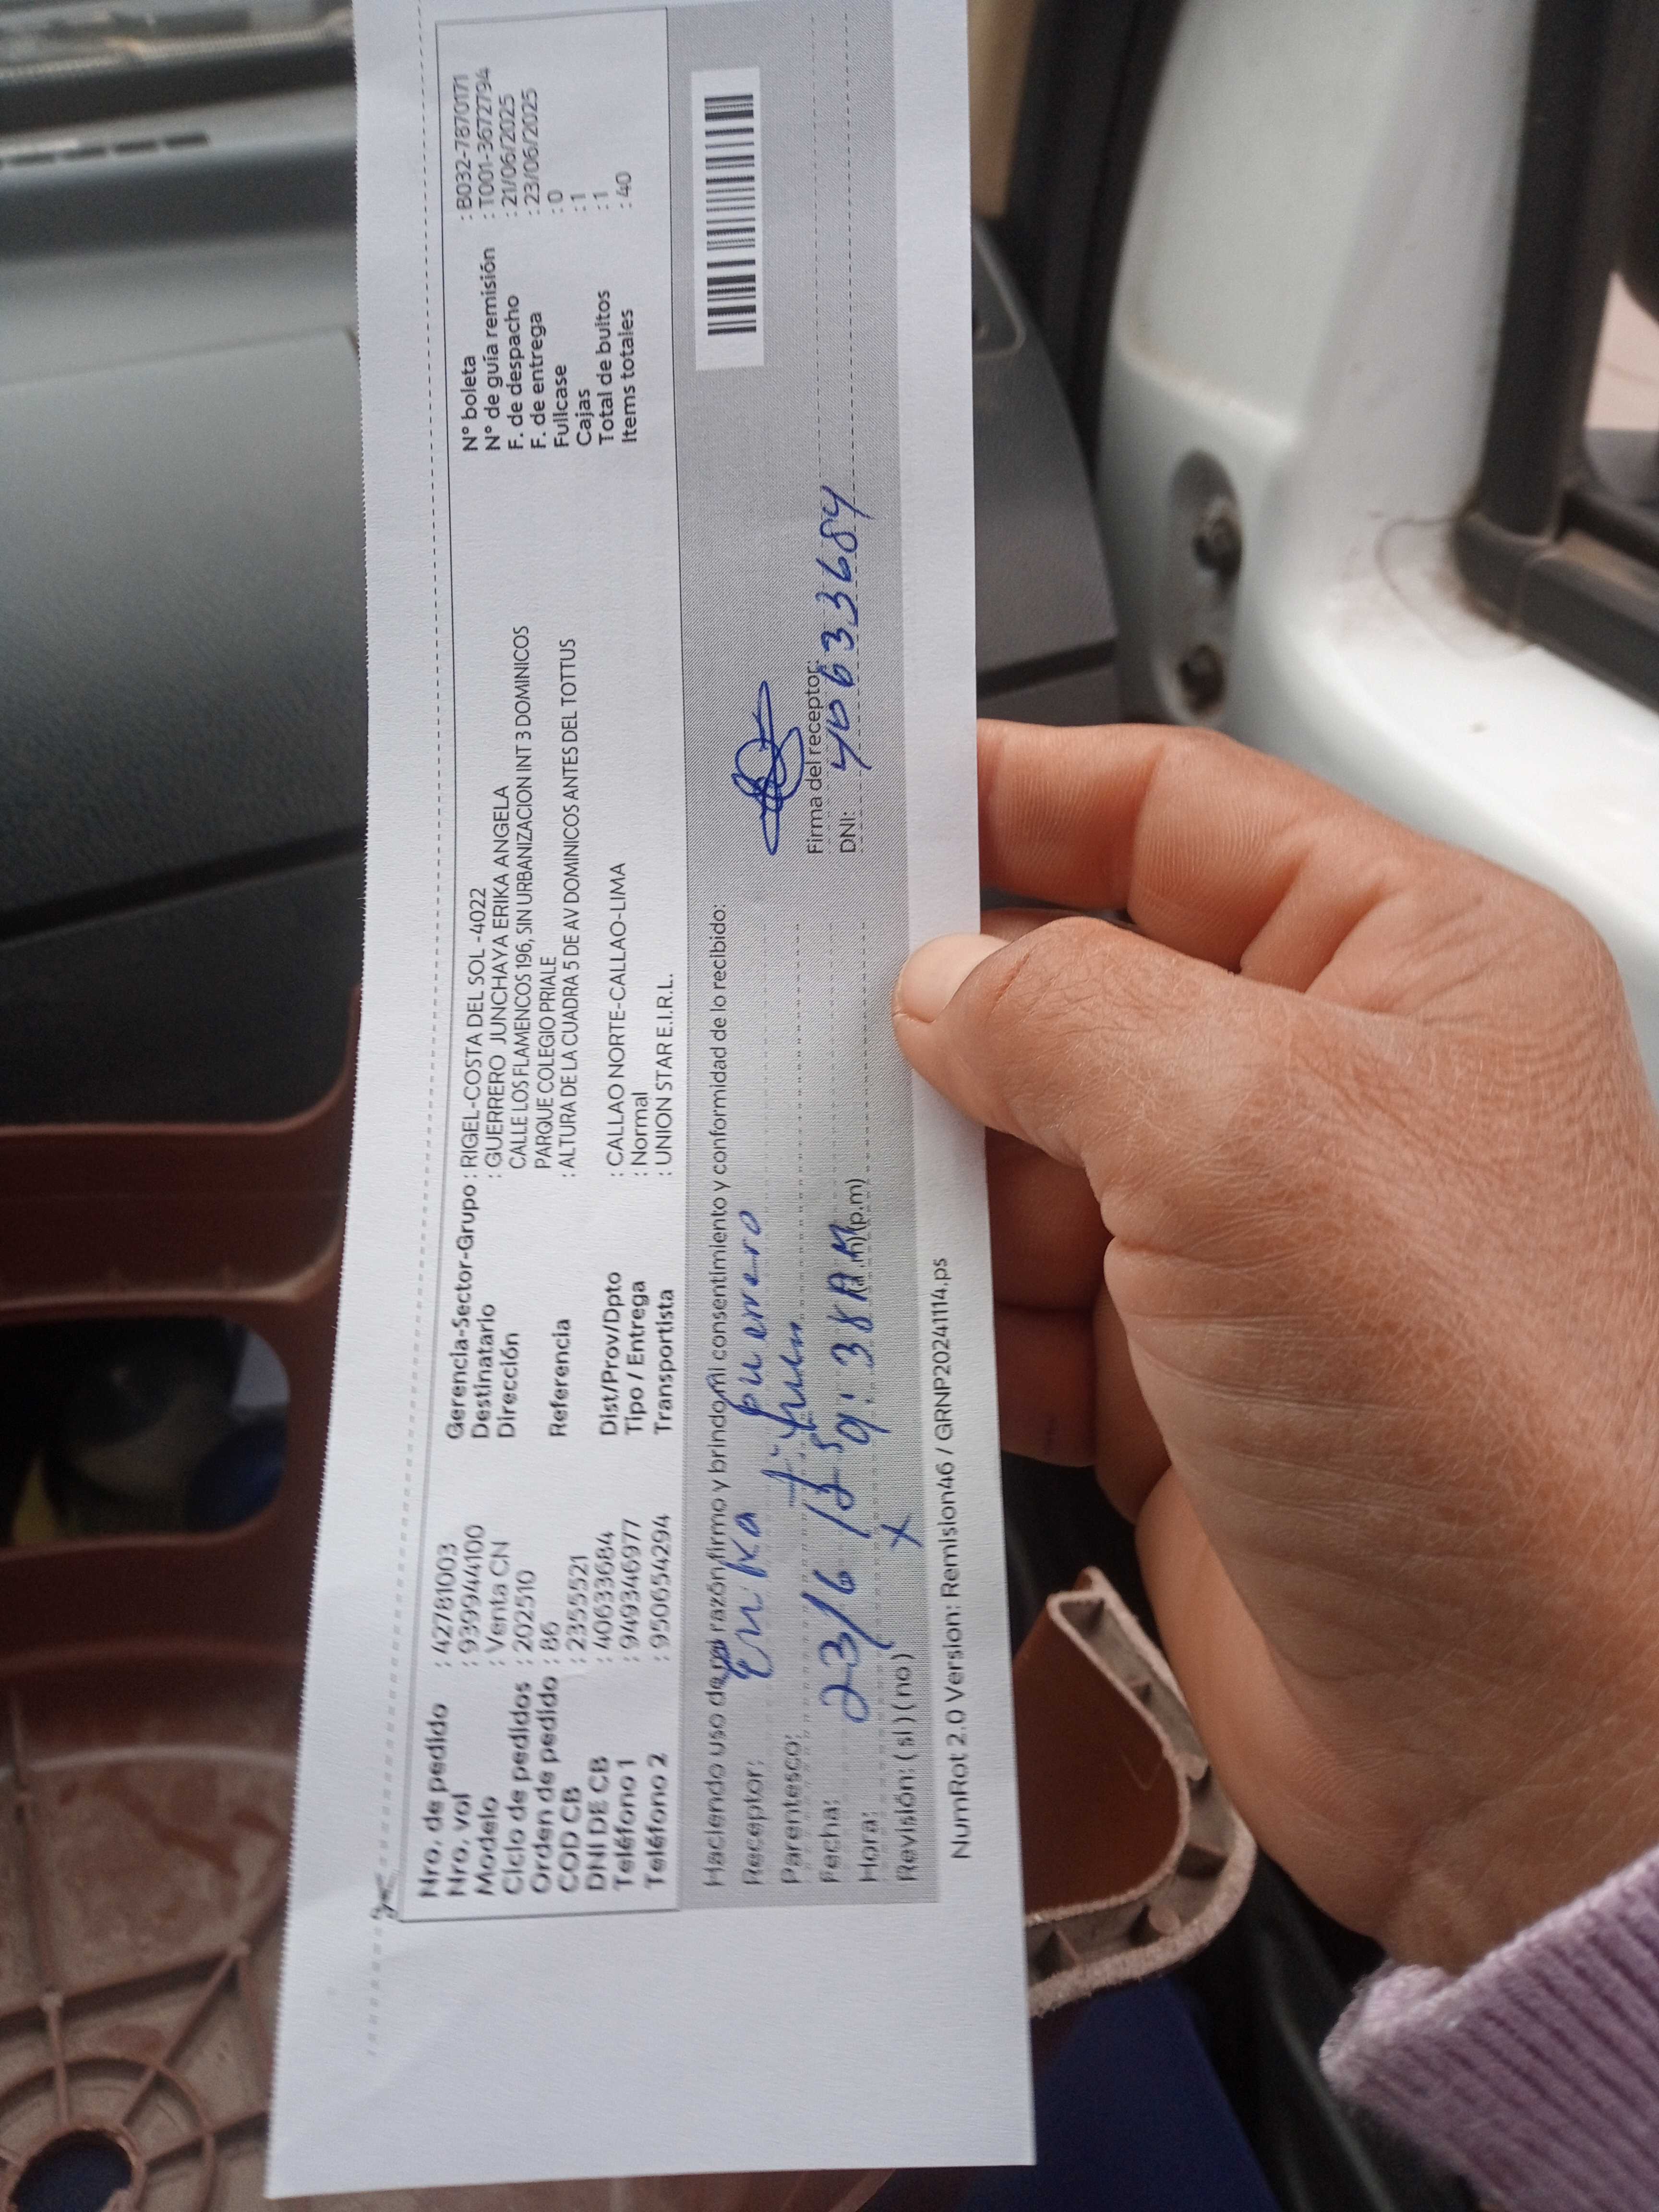 Nro. de pedido : 42781003
Nro. vol : 939944100
Modelo : Venta CN
Ciclo de pedidos : 202510
Orden de pedido : 86
COD CB : 2355521
DNI DE CB : 40633684
Teléfono 1 : 949346977
Teléfono 2 : 950654294
Gerencia-Sector-Grupo : RIGEL-COSTA DEL SOL -4022
Destinatario : GUERRERO JUNCHAYA ERIKA ANGELA
Dirección CALLE LOS FLAMENCOS 196, SIN URBANIZACION INT 3 DOMINICOS
PARQUE COLEGIO PRIALE
Referencia : ALTURA DE LA CUADRA 5 DE AV DOMINICOS ANTES DEL TOTTUS
Dist/Prov/Dpto : CALLAO NORTE-CALLAO-LIMA
Tipo / Entrega : Normal
Transportista : UNION STAR E.I.R.L.
N° boleta : B032-7870171
N° de guía remisión : T001-3672794
F. de despacho : 21/06/2025
F. de entrega : 23/06/2025
Fullcase : 0
Cajas : 1
Total de bultos : 1
Items totales : 40
Haciendo uso de razón firmo y brindo mi consentimiento y conformidad de lo recibido:
Receptor: Erika Guerrero
Parentesco:
Fecha: 23/6
Hora: 9:38 AM (a.m) (p.m)
Revisión: (si) (no) X
Firma del receptor:
DNI: 40633684
NumRot 2.0 Version: Remision46 / GRNP20241114.ps